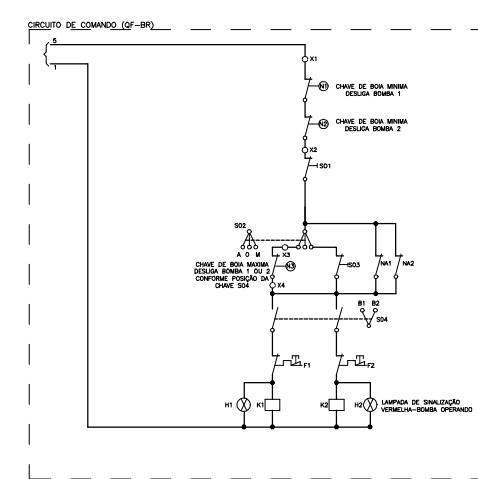 CIRCUITO DE COMANDO (QF-BR)
5
1
X1
N1
CHAVE DE BOIA MINIMA
DESLIGA BOMBA 1
N2
CHAVE DE BOIA MINIMA
DESLIGA BOMBA 2
X2
S01
S02
A O M
X3
CHAVE DE BOIA MAXIMA
DESLIGA BOMBA 1 OU 2
CONFORME POSIÇÃO DA
CHAVE S04
N3
S03
NA1
NA2
X4
B1 B2
S04
F1
F2
H1
K1
K2
H2
LAMPADA DE SINALIZAÇÃO
VERMELHA-BOMBA OPERANDO